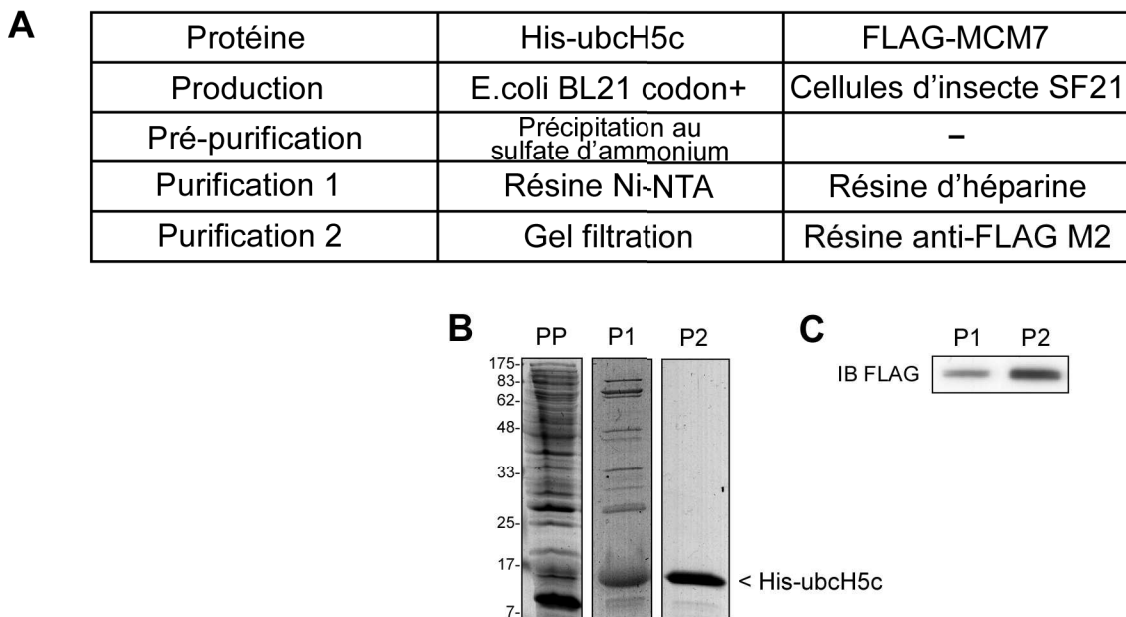 A
Protéine His-ubcH5c FLAG-MCM7
Production E.coli BL21 codon+ Cellules d'insecte SF21
Pré-purification Précipitation au sulfate d'ammonium –
Purification 1 Résine Ni-NTA Résine d'héparine
Purification 2 Gel filtration Résine anti-FLAG M2
B PP P1 P2
175-
83-
62-
48-
33-
25-
17-
7-
< His-ubcH5c
C P1 P2
IB FLAG